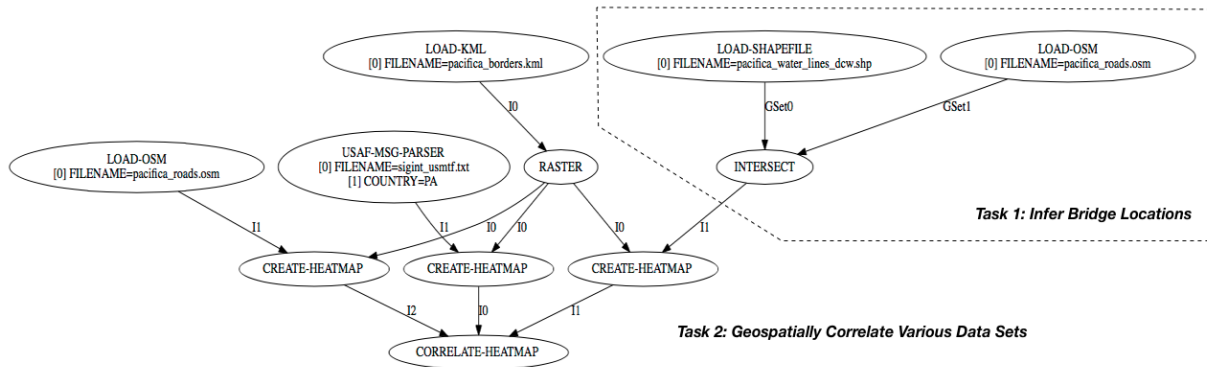 LOAD-KML
[0] FILENAME=pacifica_borders.kml
LOAD-SHAPEFILE
[0] FILENAME=pacifica_water_lines_dcw.shp
LOAD-OSM
[0] FILENAME=pacifica_roads.osm
I0
GSet0
GSet1
LOAD-OSM
[0] FILENAME=pacifica_roads.osm
USAF-MSG-PARSER
[0] FILENAME=sigint_usmtf.txt
[1] COUNTRY=PA
RASTER
INTERSECT
Task 1: Infer Bridge Locations
I1
I1
I0
I0
I0
I1
CREATE-HEATMAP
CREATE-HEATMAP
CREATE-HEATMAP
I2
I0
I1
Task 2: Geospatially Correlate Various Data Sets
CORRELATE-HEATMAP